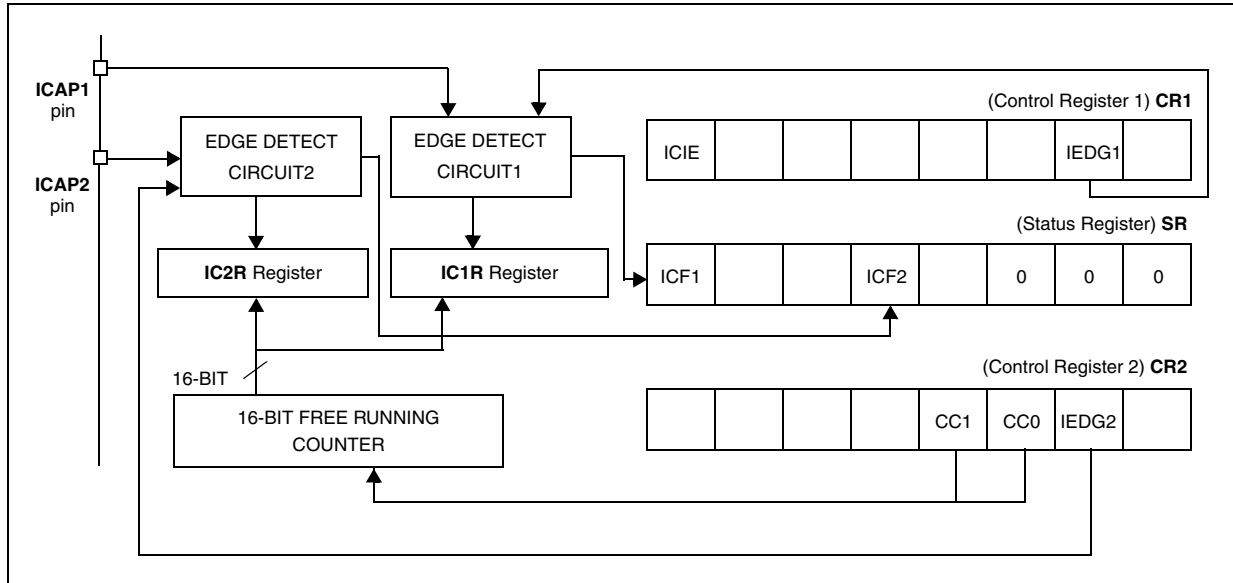 ICAP1
pin
ICAP2
pin
EDGE DETECT
CIRCUIT2
EDGE DETECT
CIRCUIT1
IC2R Register
IC1R Register
16-BIT
16-BIT FREE RUNNING
COUNTER
(Control Register 1) CR1
ICIE IEDG1
(Status Register) SR
ICF1 ICF2 0 0 0
(Control Register 2) CR2
CC1 CC0 IEDG2